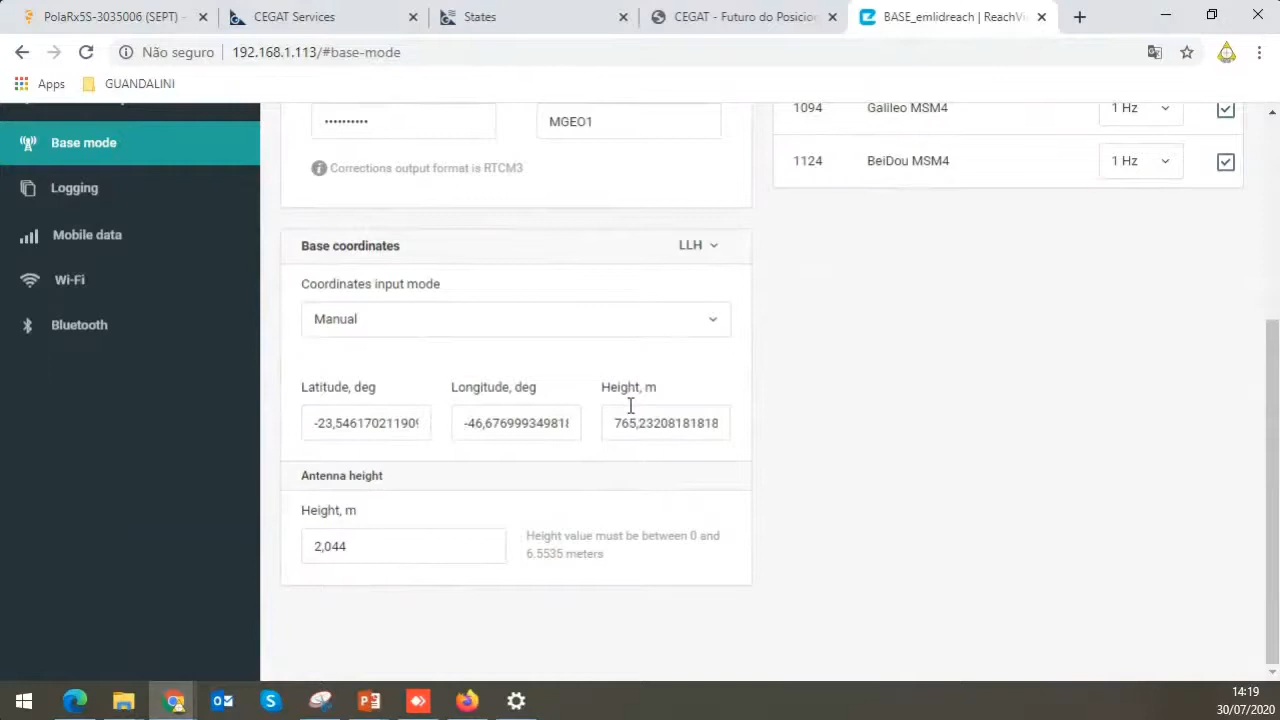 PolaRx5S-3035006 (SEPT) -
CEGAT Services
States
CEGAT - Futuro do Posicion
BASE_emlidreach | ReachVi
Não seguro
192.168.1.113/#base-mode
Apps
GUANDALINI
Base mode
Logging
Mobile data
Wi-Fi
Bluetooth
••••••••••
MGEO1
Corrections output format is RTCM3
1094 Galileo MSM4 1 Hz
1124 BeiDou MSM4 1 Hz
Base coordinates
LLH
Coordinates input mode
Manual
Latitude, deg
Longitude, deg
Height, m
-23,54617021190
-46,67699934981
765,23208181818
Antenna height
Height, m
2,044
Height value must be between 0 and
6.5535 meters
14:19
30/07/2020